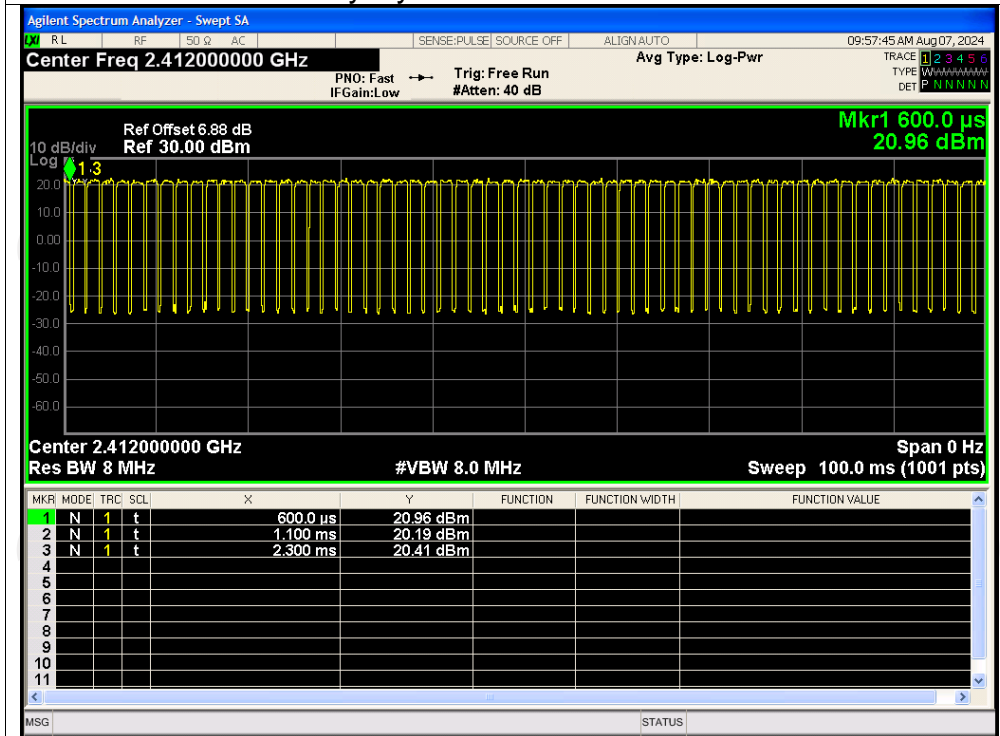 Agilent Spectrum Analyzer - Swept SA
LXI RL RF 50 Ω AC SENSE:PULSE SOURCE OFF ALIGN AUTO 09:57:45 AM Aug 07, 2024
Center Freq 2.412000000 GHz Avg Type: Log-Pwr TRACE 1 2 3 4 5 6
PNO: Fast Trig: Free Run TYPE WWWWWW
IFGain:Low #Atten: 40 dB DET P N N N N N
Mkr1 600.0 µs
Ref Offset 6.88 dB
10 dB/div Ref 30.00 dBm 20.96 dBm
Log
1 3
20.0
10.0
0.00
-10.0
-20.0
-30.0
-40.0
-50.0
-60.0
Center 2.412000000 GHz Span 0 Hz
Res BW 8 MHz #VBW 8.0 MHz Sweep 100.0 ms (1001 pts)
MKR MODE TRC SCL X Y FUNCTION FUNCTION WIDTH FUNCTION VALUE
1 N 1 t 600.0 µs 20.96 dBm
2 N 1 t 1.100 ms 20.19 dBm
3 N 1 t 2.300 ms 20.41 dBm
4
5
6
7
8
9
10
11
MSG STATUS